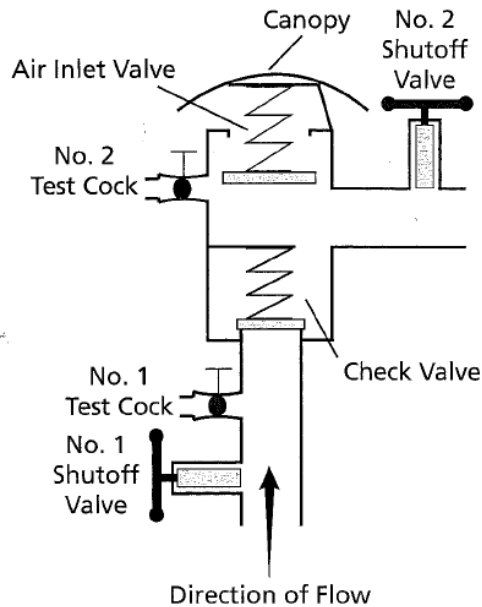 Canopy
No. 2
Shutoff
Valve
Air Inlet Valve
No. 2
Test Cock
Check Valve
No. 1
Test Cock
No. 1
Shutoff
Valve
Direction of Flow